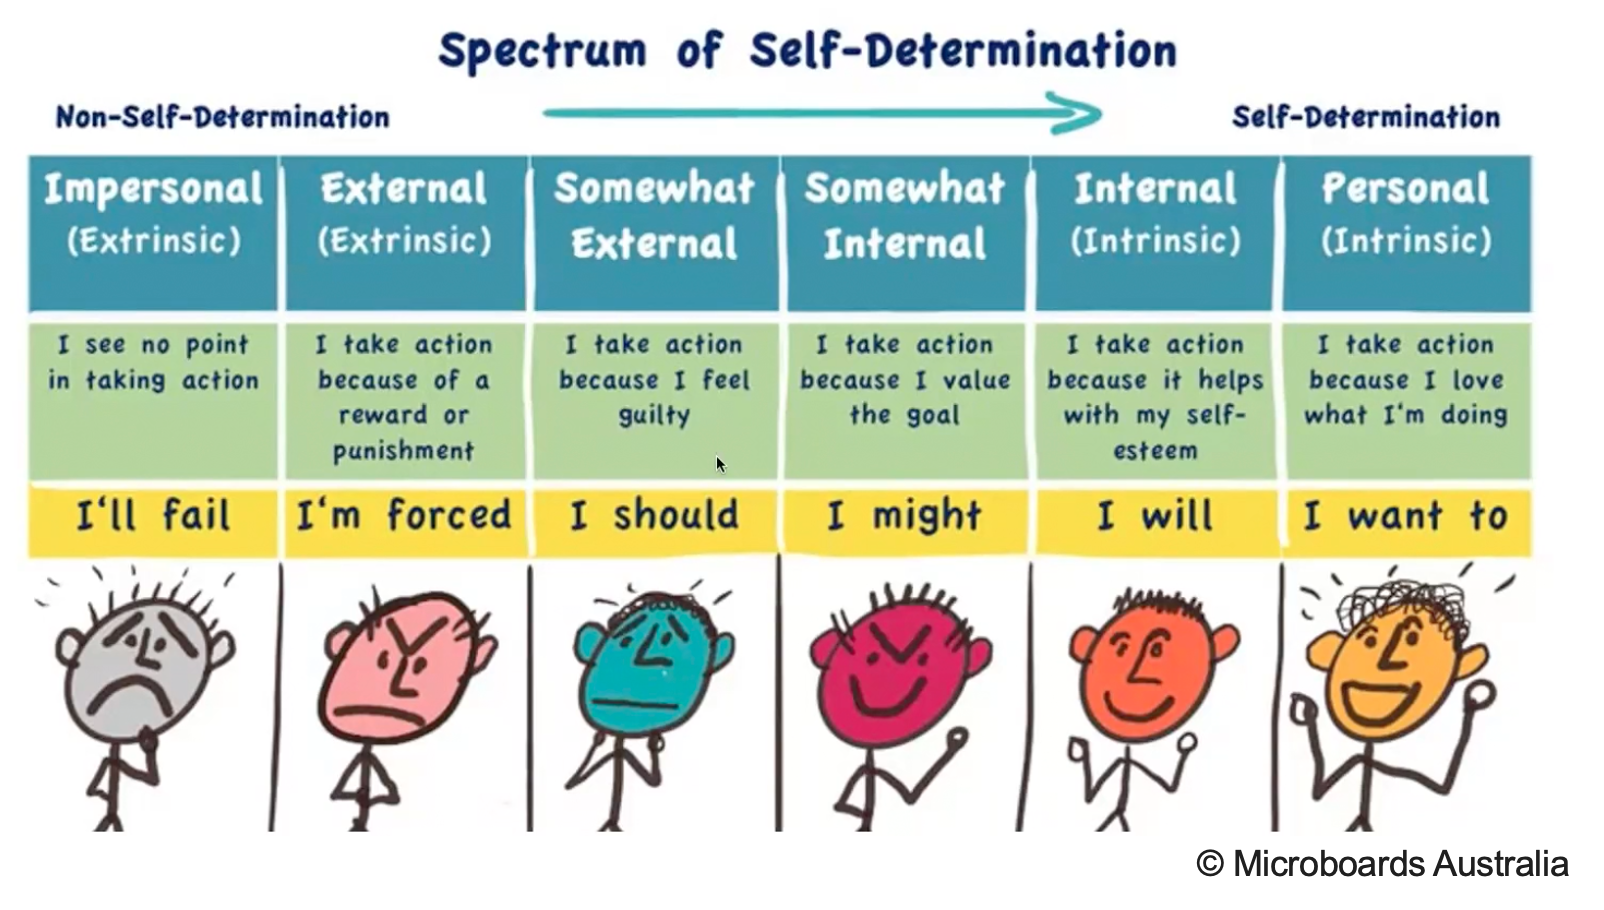 Spectrum of Self-Determination
Non-Self-Determination
Self-Determination
Impersonal
(Extrinsic)
External
(Extrinsic)
Somewhat
External
Somewhat
Internal
Internal
(Intrinsic)
Personal
(Intrinsic)
I see no point
in taking action
I take action
because of a
reward or
punishment
I take action
because I feel
guilty
I take action
because I value
the goal
I take action
because it helps
with my self-
esteem
I take action
because I love
what I'm doing
I'll fail
I'm forced
I should
I might
I will
I want to
© Microboards Australia